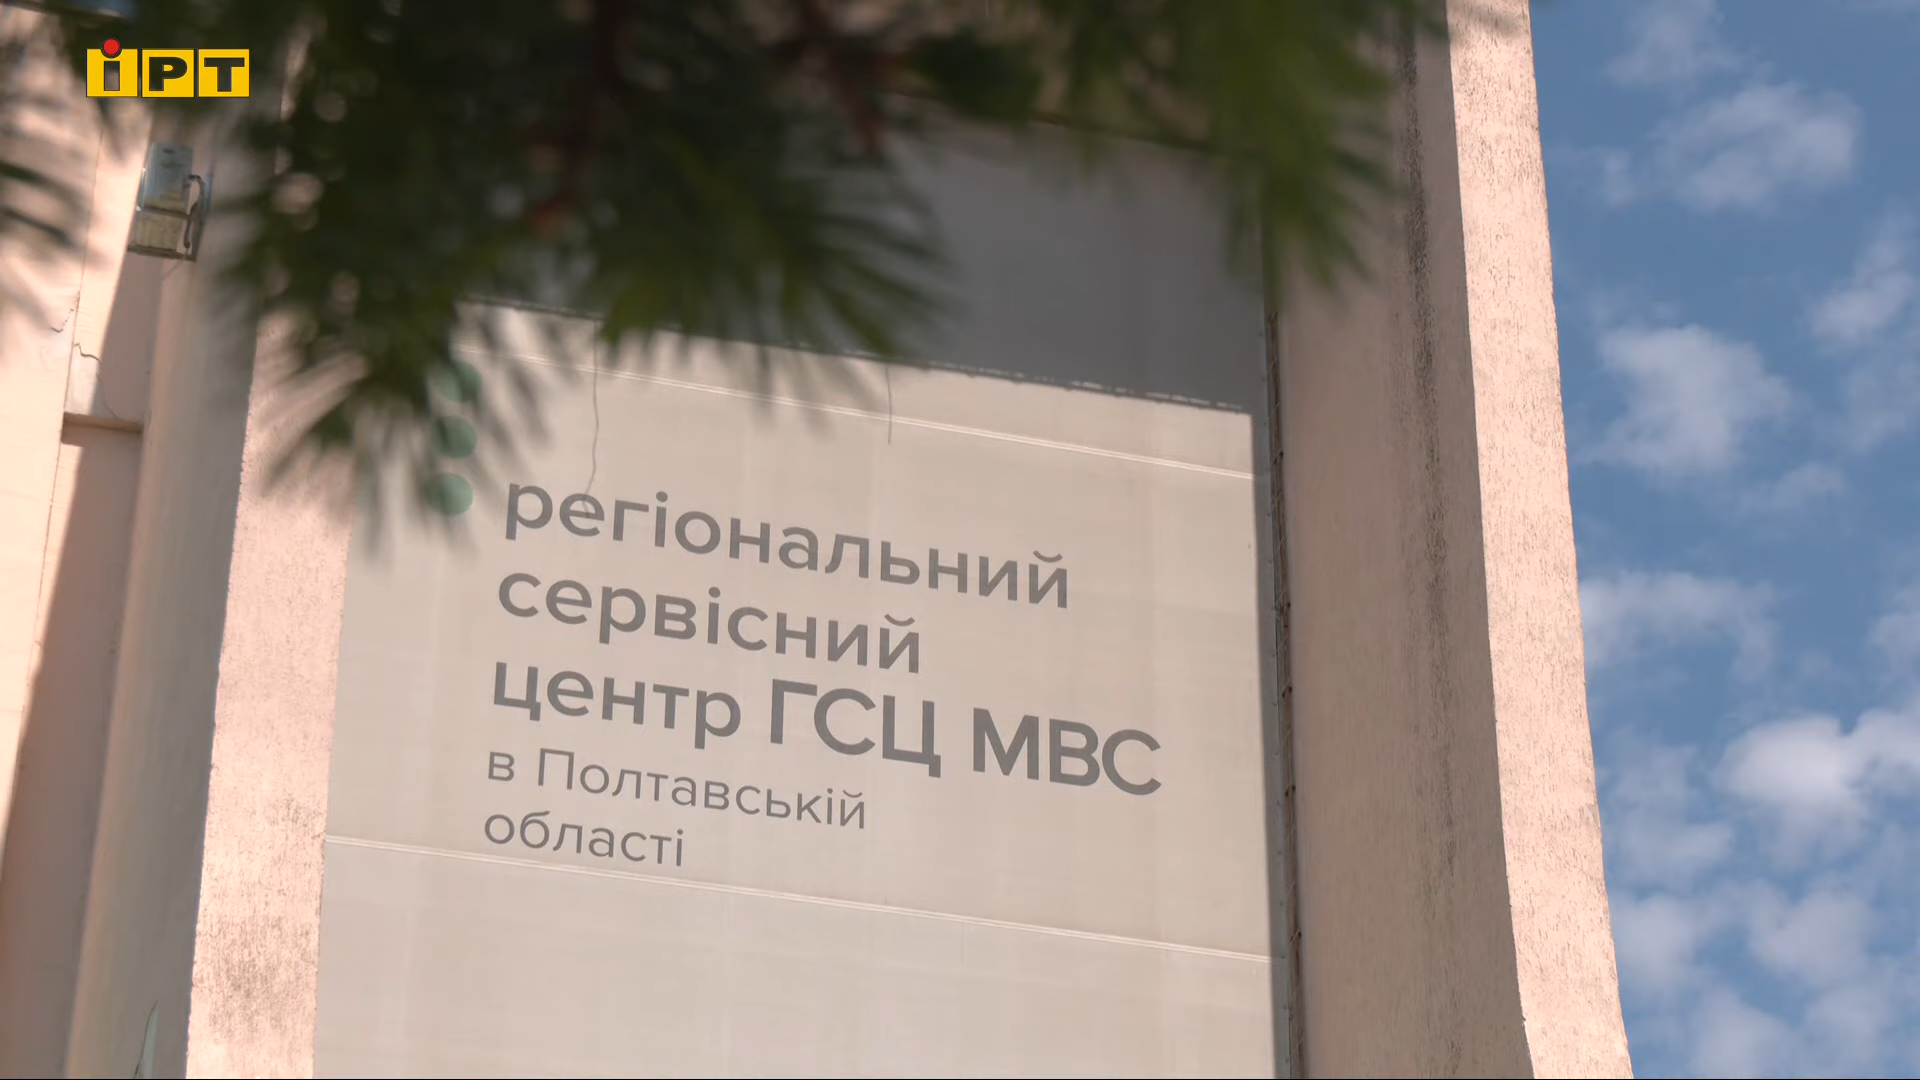 іРТ
регіональний
сервісний
центр ГСЦ МВС
в Полтавській
області